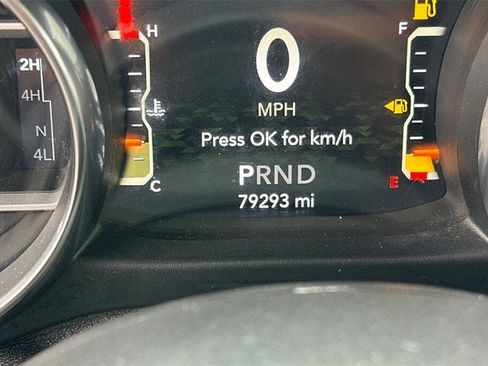 2H
4H
N
4L
H
C
0
MPH
Press OK for km/h
PRND
79293 mi
F
E